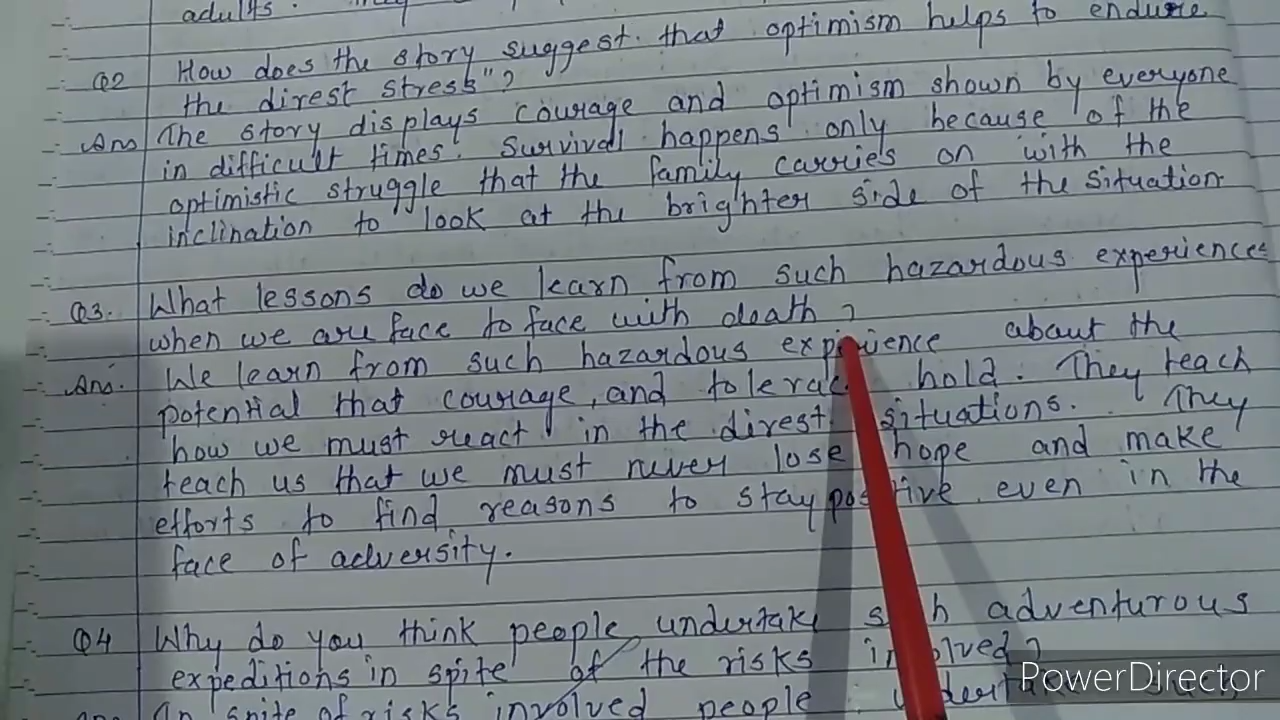 adults.
Q2 How does the story suggest. that optimism helps to endure
the direst stress"?
Ans The story displays courage and optimism shown by everyone
in difficult times. Survival happens only because of the
optimistic struggle that the family carries on with the
inclination to look at the brighter side of the situation.
Q3. What lessons do we learn from such hazardous experiences
when we are face to face with death?
Ans. We learn from such hazardous experience about the
potential that courage, and hold. They teach
how we must react in the direst situations. They
teach us that we must never lose hope and make
efforts to find reasons to stay positive even in the
face of adversity.
Q4 Why do you think people undertake such adventurous
expeditions in spite of the risks involved?
Ans In spite of risks involved people undertake such
PowerDirector